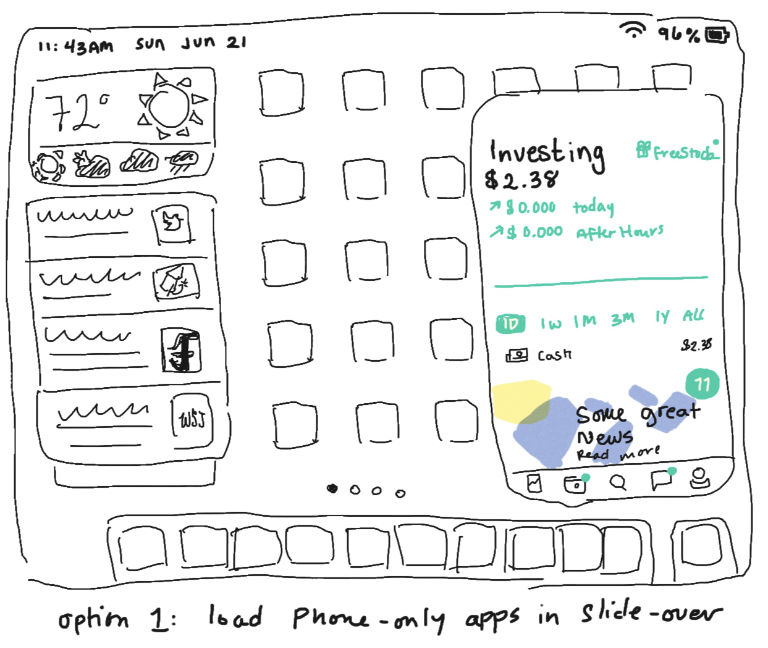 11:43AM Sun Jun 21
96%
72°
WSJ
Investing
$2.38
$0.000 today
$0.000 After Hours
1D 1W 1M 3M 1Y ALL
Cash
$2.38
11
Some great
News
Read more
option 1: load Phone-only apps in Slide-over